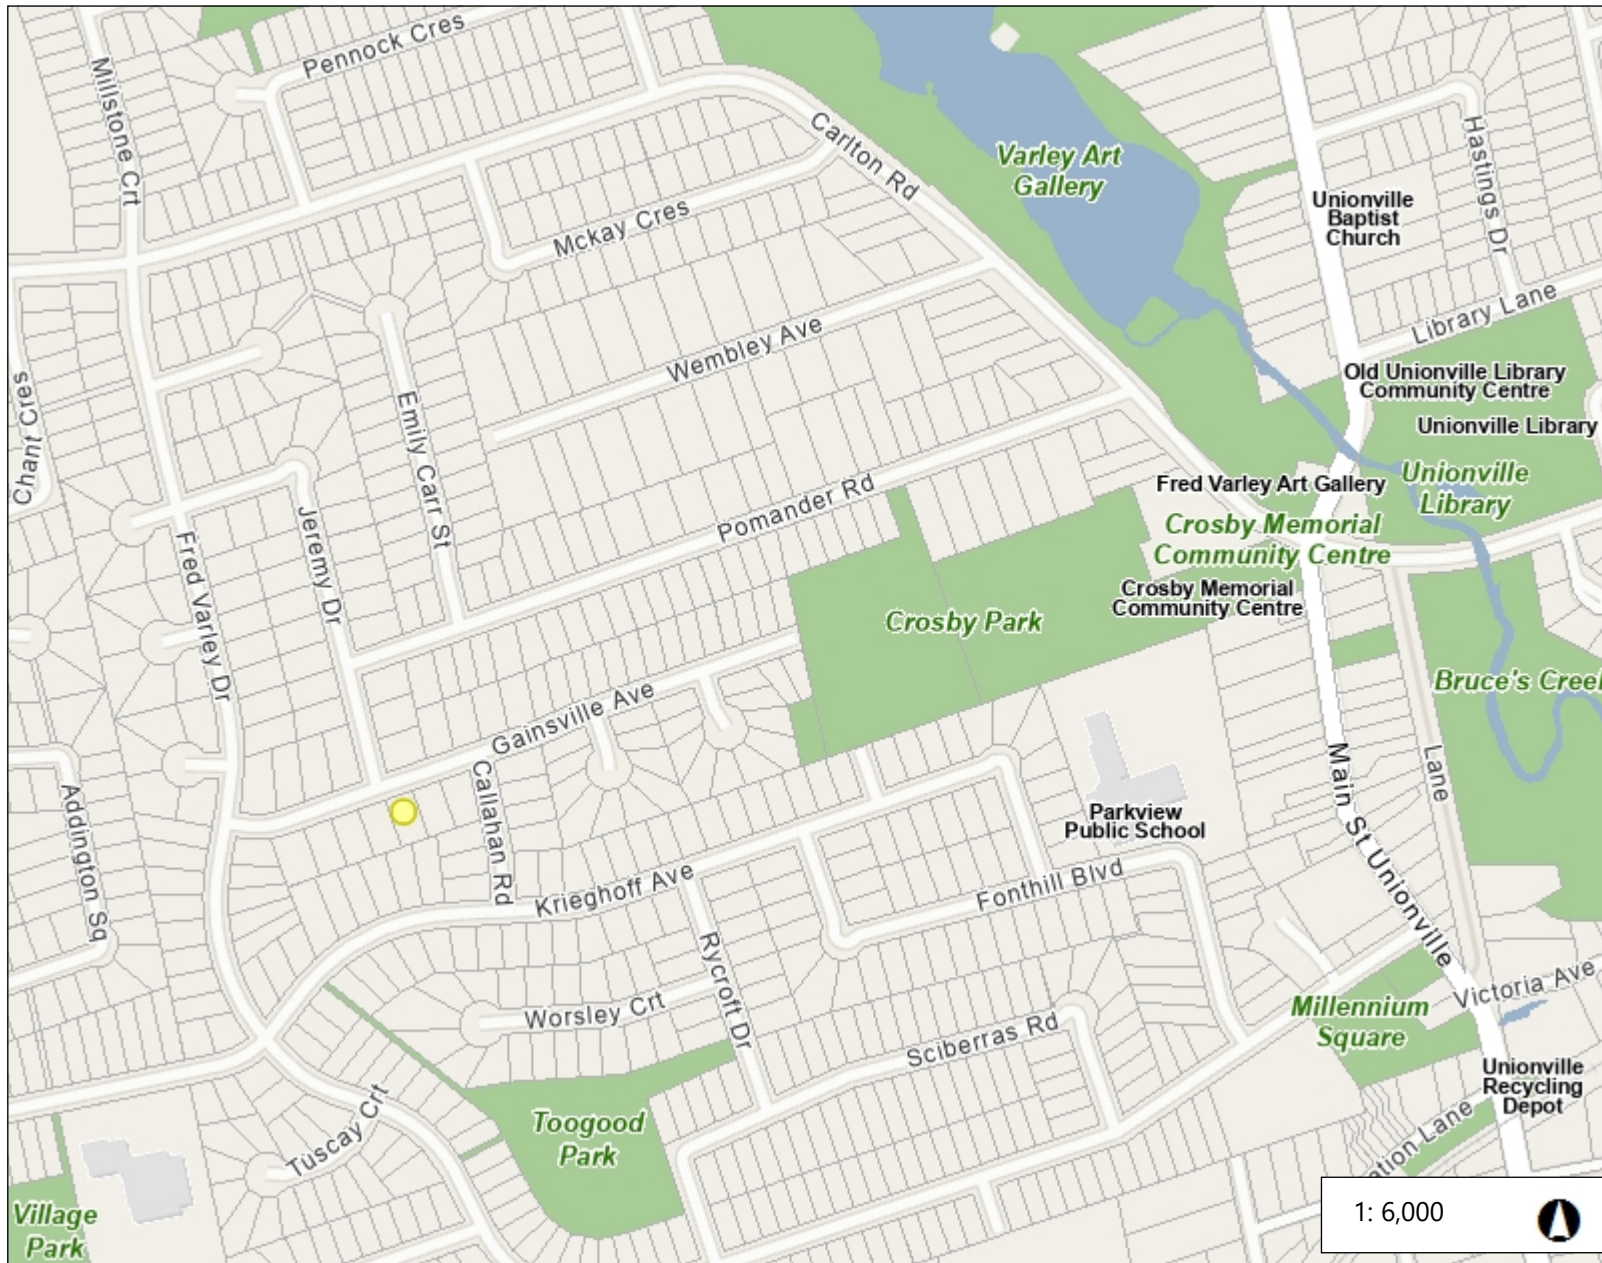 Pennock Cres
Millstone Crt
Carlton Rd
Varley Art
Gallery
Hastings Dr
Unionville
Baptist
Church
Mckay Cres
Library Lane
Wembley Ave
Old Unionville Library
Community Centre
Unionville Library
Chant Cres
Emily Carr St
Fred Varley Art Gallery
Unionville
Library
Pomander Rd
Crosby Memorial
Community Centre
Jeremy Dr
Fred Varley Dr
Crosby Memorial
Community Centre
Crosby Park
Bruce's Creek
Gainsville Ave
Callahan Rd
Main St Unionville
Lane
Addington Sq
Parkview
Public School
Krieghoff Ave
Fonthill Blvd
Rycroft Dr
Worsley Crt
Sciberras Rd
Victoria Ave
Millennium
Square
Unionville
Recycling
Depot
Tuscay Crt
Toogood
Park
ation Lane
Village
Park
1: 6,000